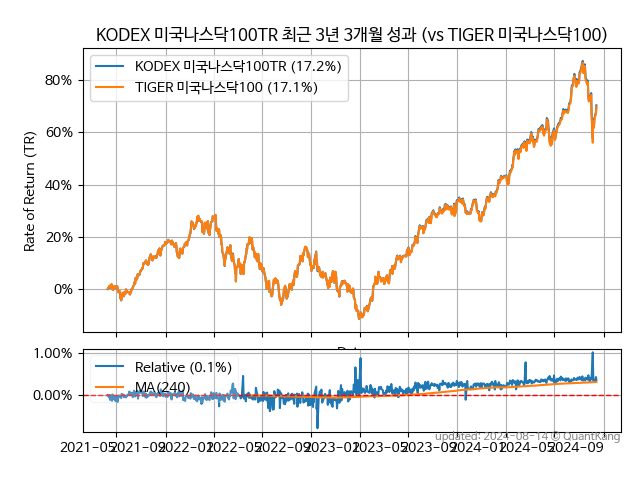 KODEX 미국나스닥100TR 최근 3년 3개월 성과 (vs TIGER 미국나스닥100)
KODEX 미국나스닥100TR (17.2%)
TIGER 미국나스닥100 (17.1%)
Rate of Return (TR)
80%
60%
40%
20%
0%
1.00%
0.00%
Relative (0.1%)
MA(240)
2021-05 2021-09 2022-01 2022-05 2022-09 2023-01 2023-05 2023-09 2024-01 2024-05 2024-09
updated: 2024-08-14 © QuantKang